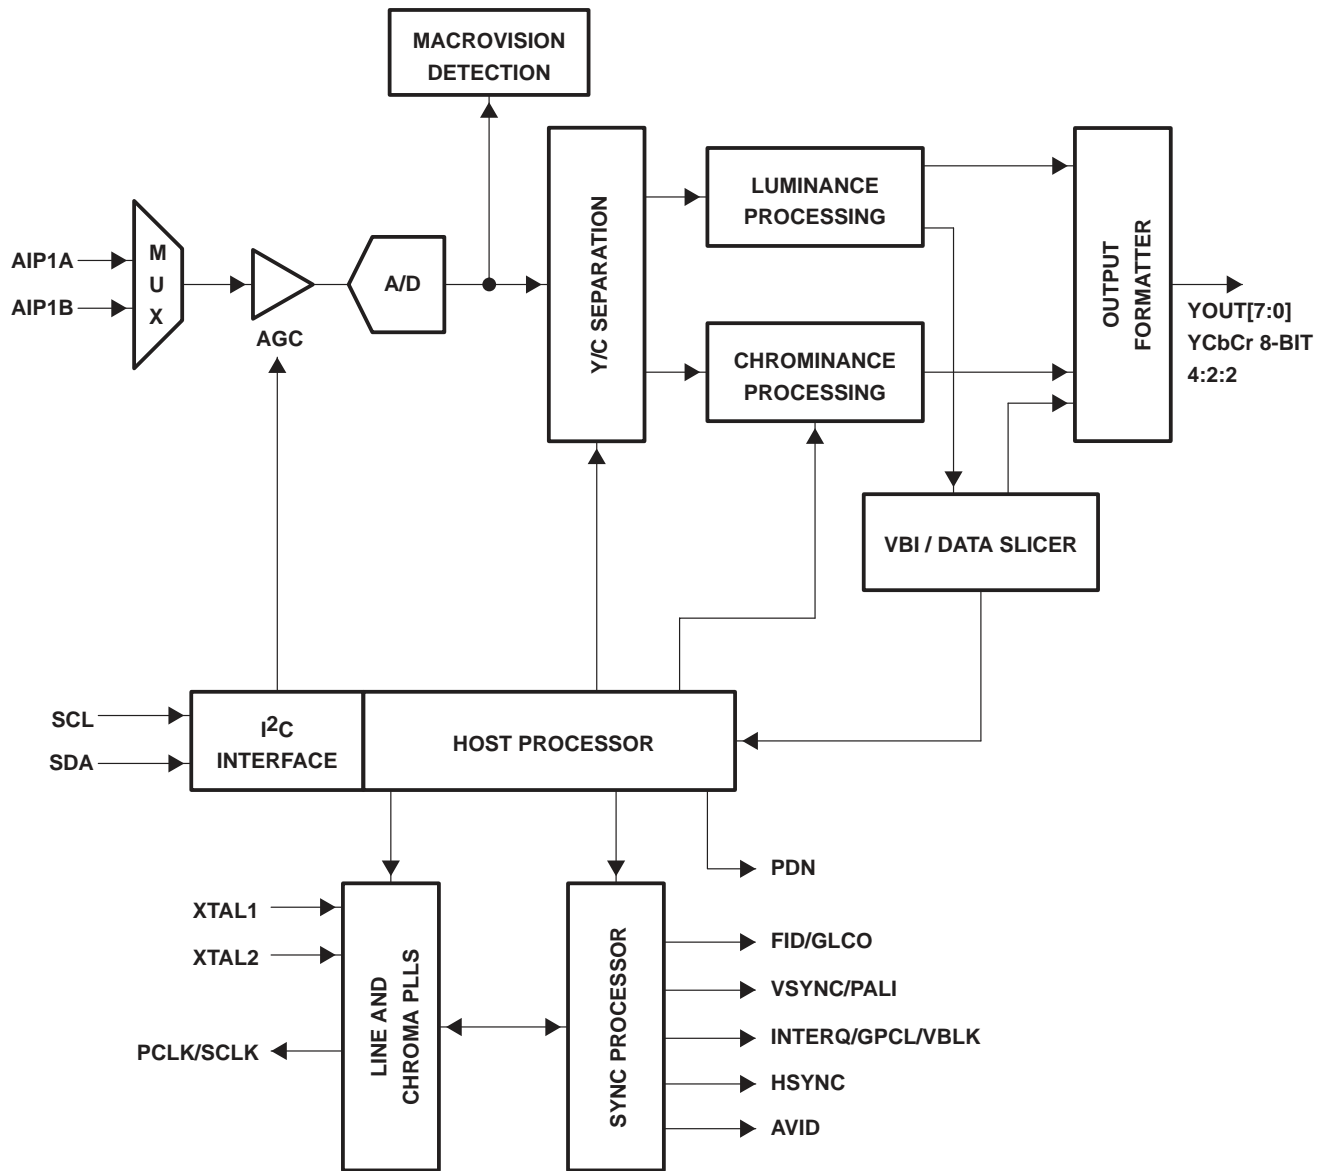 MACROVISION
DETECTION
Y/C SEPARATION
LUMINANCE
PROCESSING
OUTPUT
FORMATTER
AIP1A
AIP1B
M
U
X
AGC
A/D
CHROMINANCE
PROCESSING
YOUT[7:0]
YCbCr 8-BIT
4:2:2
VBI / DATA SLICER
SCL
SDA
I2C
INTERFACE
HOST PROCESSOR
PDN
XTAL1
XTAL2
PCLK/SCLK
LINE AND
CHROMA PLLS
SYNC PROCESSOR
FID/GLCO
VSYNC/PALI
INTERQ/GPCL/VBLK
HSYNC
AVID